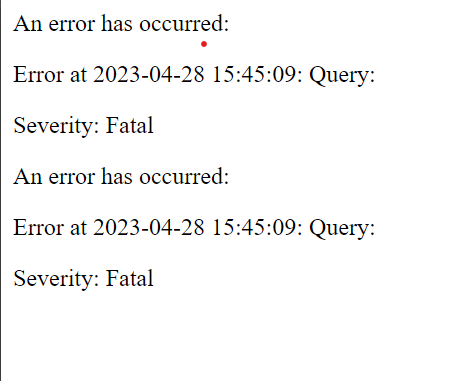 An error has occurred:
Error at 2023-04-28 15:45:09: Query:
Severity: Fatal
An error has occurred:
Error at 2023-04-28 15:45:09: Query:
Severity: Fatal